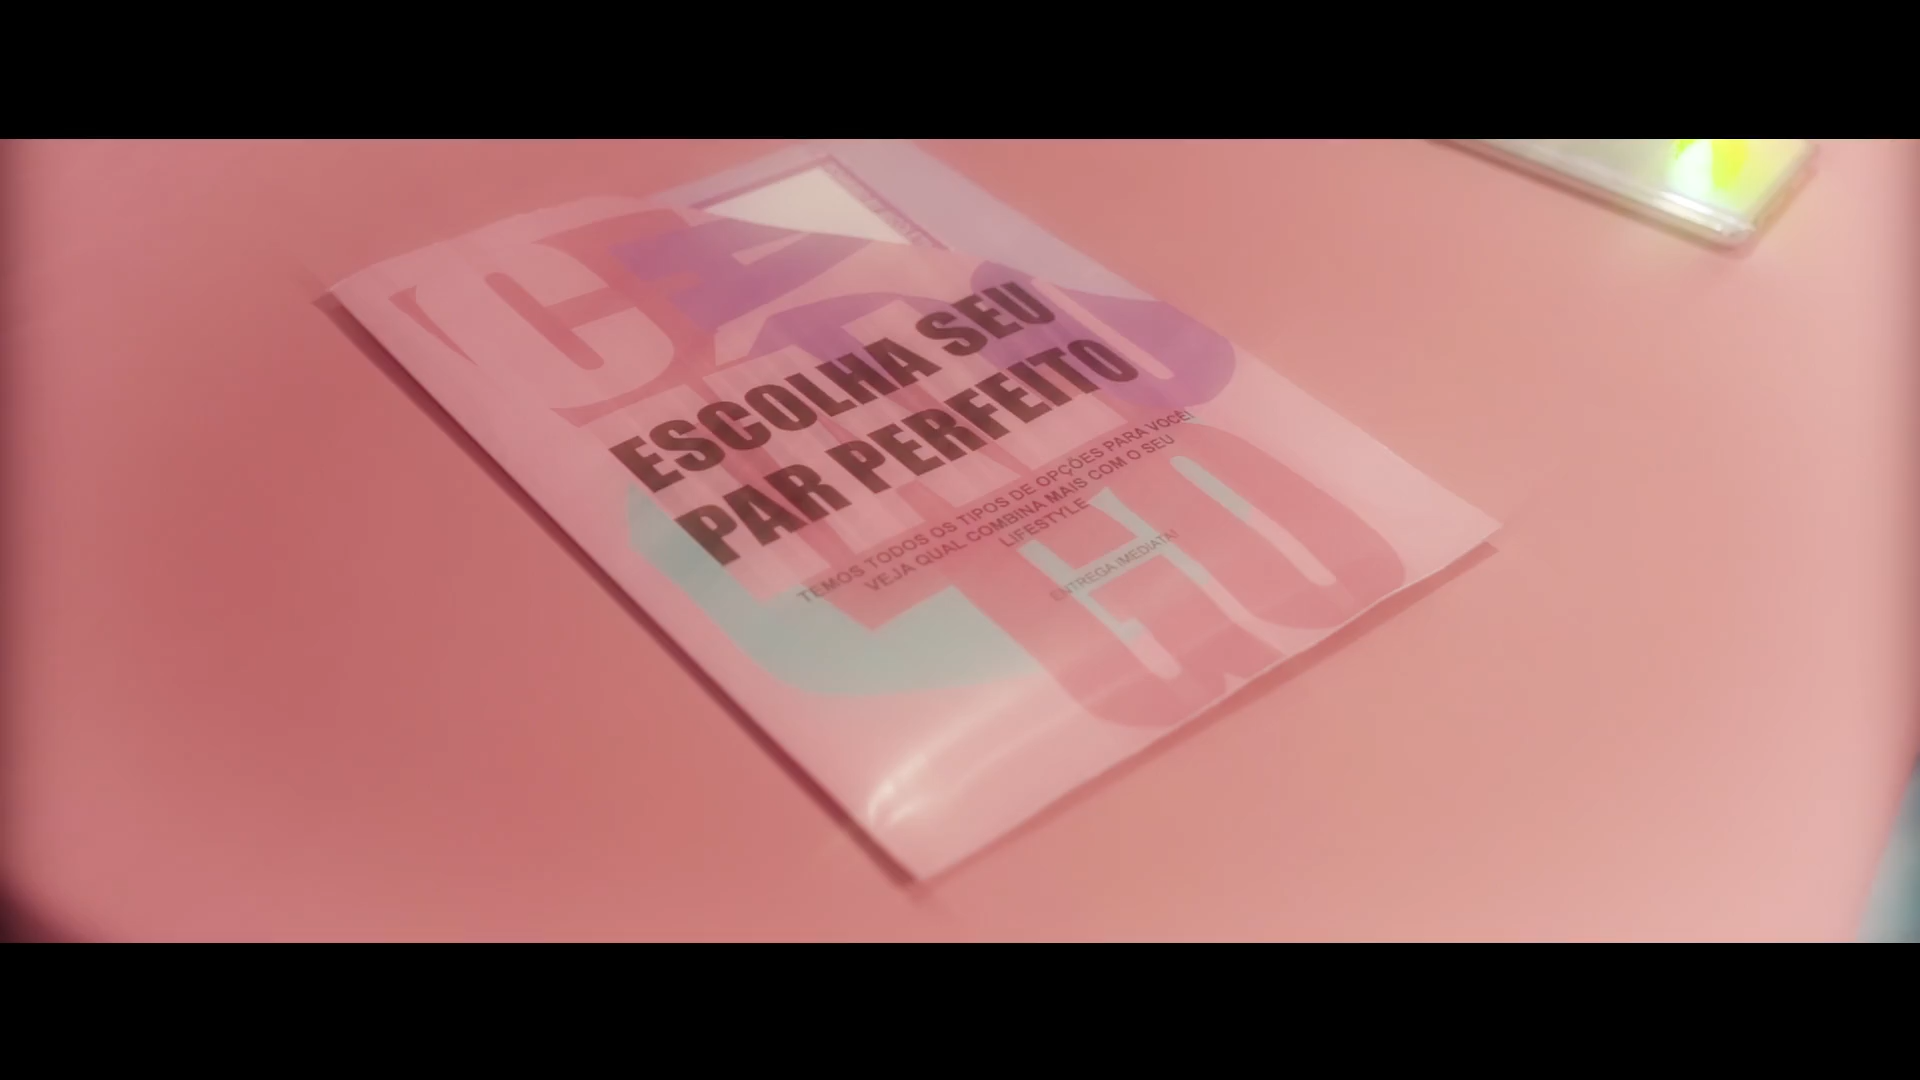 ESCOLHA SEU
PAR PERFEITO
TEMOS TODOS OS TIPOS DE OPÇÕES PARA VOCÊ!
VEJA QUAL COMBINA MAIS COM O SEU
LIFESTYLE
ENTREGA IMEDIATA!